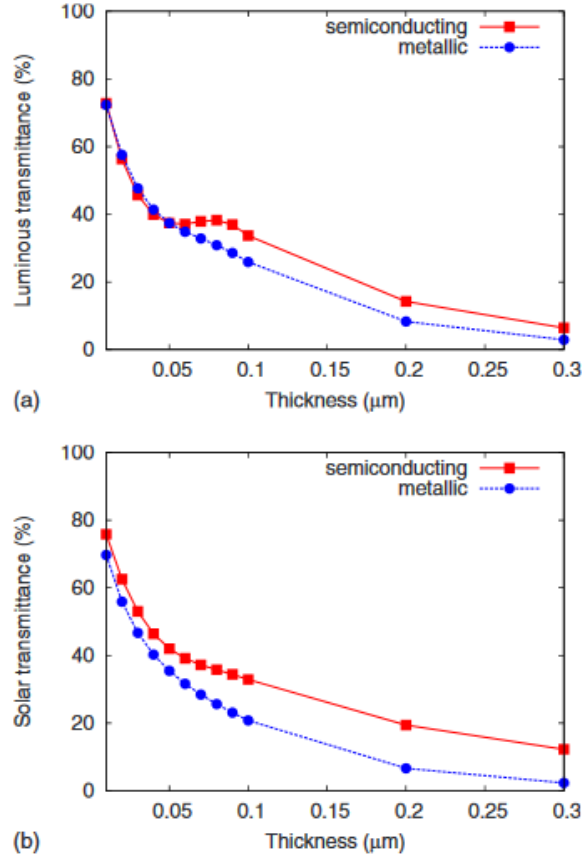 100
80
60
40
20
0
Luminous transmittance (%)
semiconducting
metallic
0.05 0.1 0.15 0.2 0.25 0.3
Thickness (μm)
(a)
100
80
60
40
20
0
Solar transmittance (%)
semiconducting
metallic
0.05 0.1 0.15 0.2 0.25 0.3
Thickness (μm)
(b)